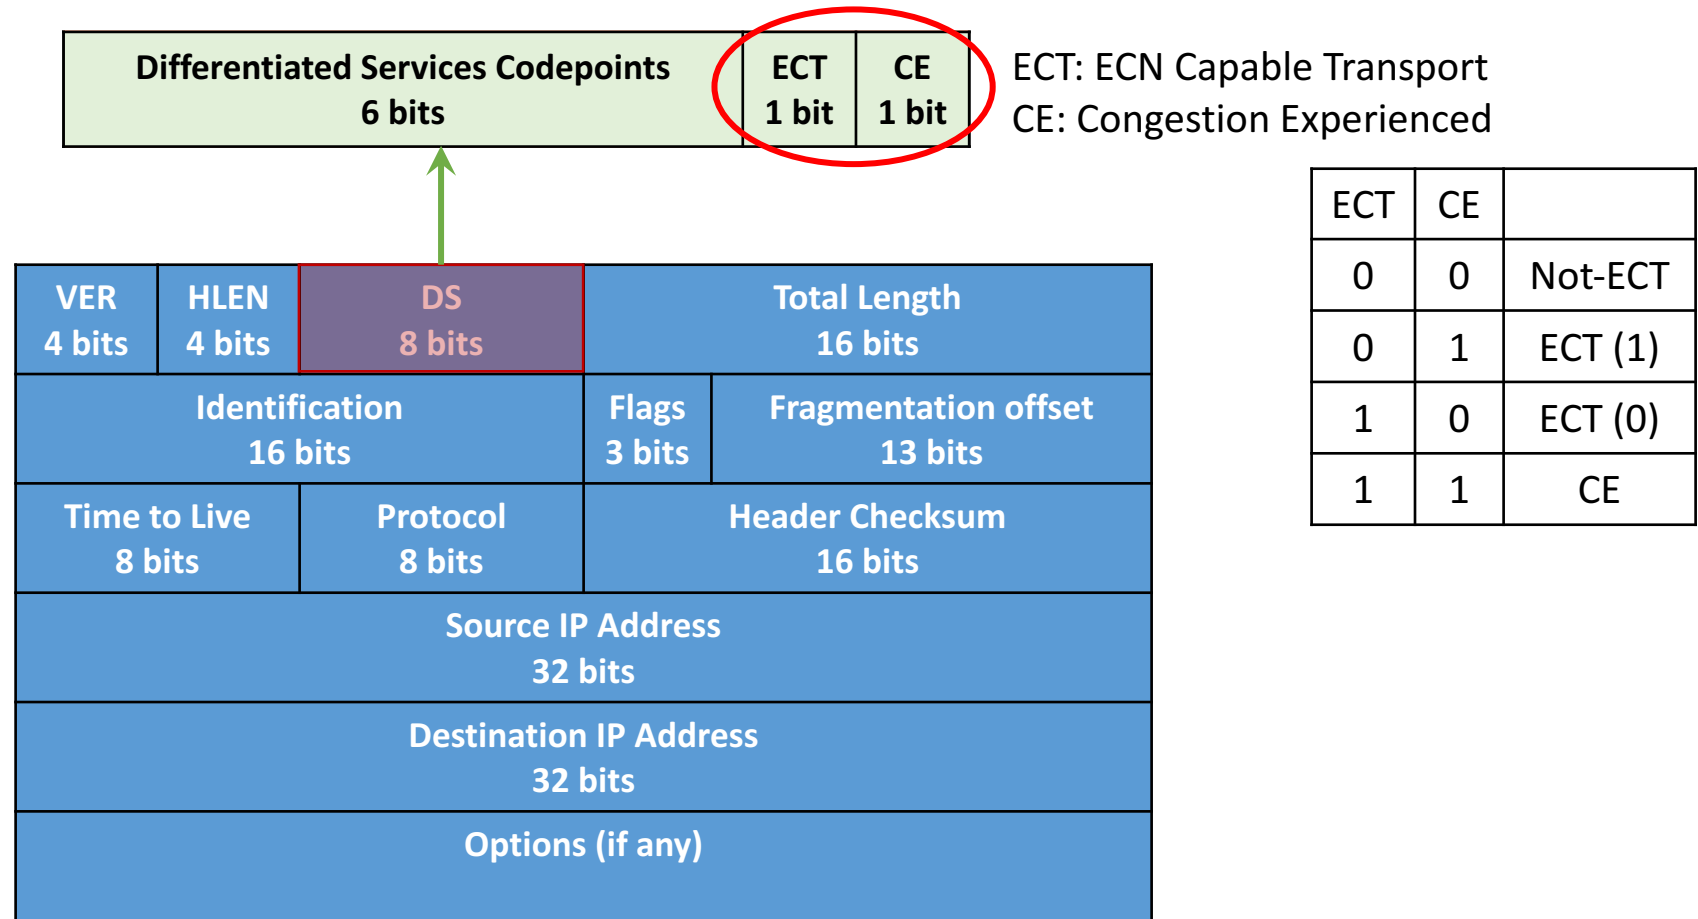 Differentiated Services Codepoints
6 bits
ECT
1 bit
CE
1 bit
ECT: ECN Capable Transport
CE: Congestion Experienced
ECT CE
0 0 Not-ECT
0 1 ECT (1)
1 0 ECT (0)
1 1 CE
VER
4 bits
HLEN
4 bits
DS
8 bits
Total Length
16 bits
Identification
16 bits
Flags
3 bits
Fragmentation offset
13 bits
Time to Live
8 bits
Protocol
8 bits
Header Checksum
16 bits
Source IP Address
32 bits
Destination IP Address
32 bits
Options (if any)